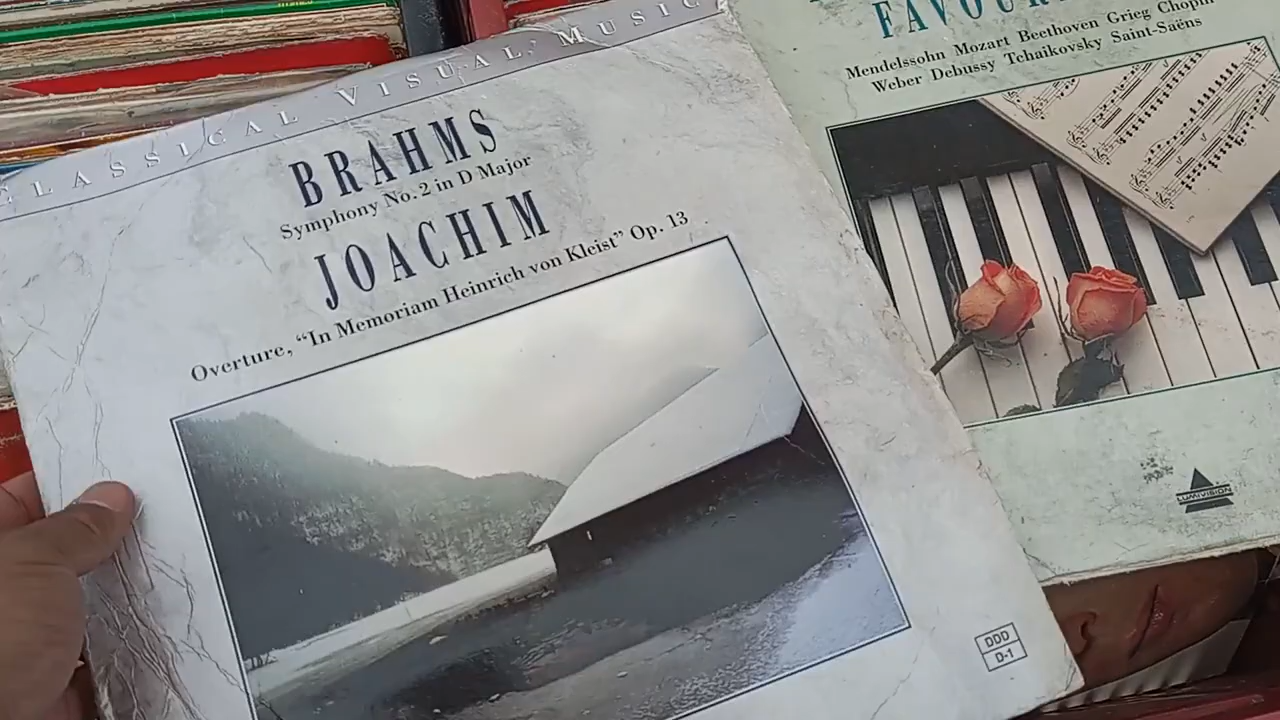 CLASSICAL VISUAL MUSIC
BRAHMS
Symphony No. 2 in D Major
JOACHIM
Overture, “In Memoriam Heinrich von Kleist” Op. 13
DDD
D-1
Mendelssohn Mozart Beethoven Grieg Chopin
Weber Debussy Tchaikovsky Saint-Saëns
LUMIVISION